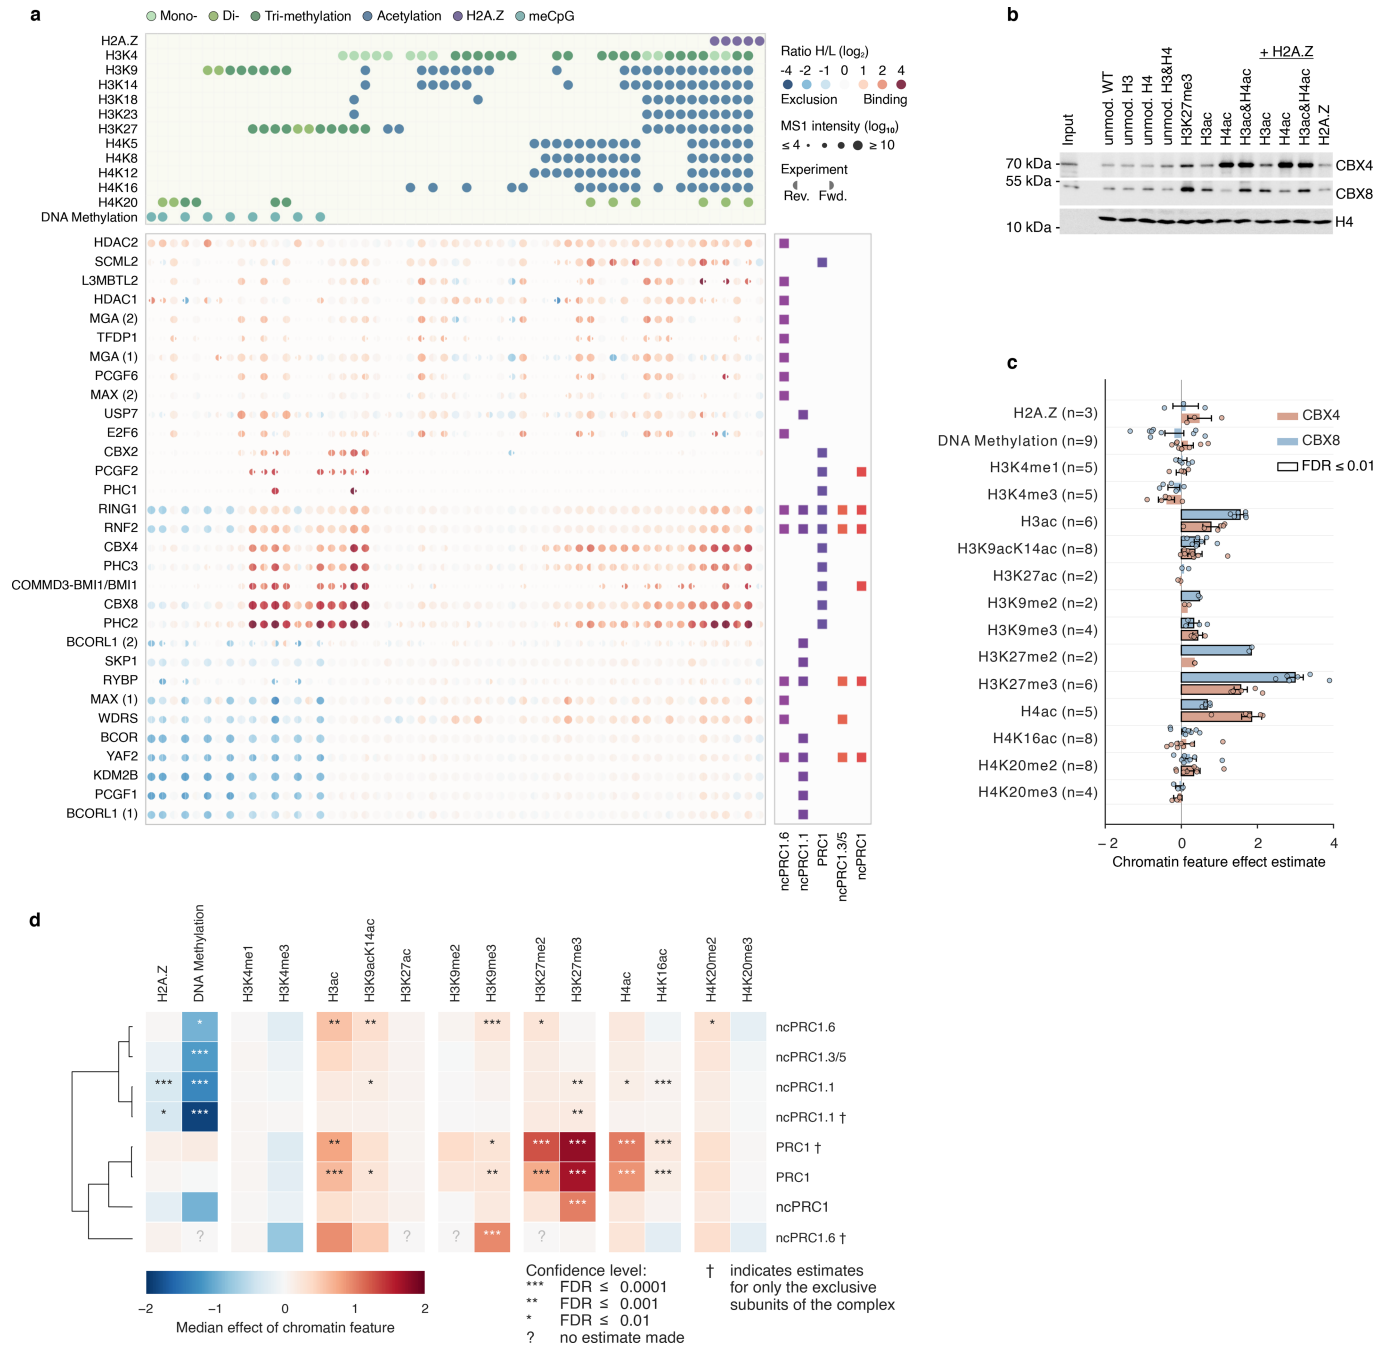 a
Mono- Di- Tri-methylation Acetylation H2A.Z meCpG
H2A.Z
H3K4
H3K9
H3K14
H3K18
H3K23
H3K27
H4K5
H4K8
H4K12
H4K16
H4K20
DNA Methylation
Ratio H/L (log2)
-4 -2 -1 0 1 2 4
Exclusion Binding
MS1 intensity (log10)
≤ 4 ≥ 10
Experiment
Rev. Fwd.
HDAC2
SCML2
L3MBTL2
HDAC1
MGA (2)
TFDP1
MGA (1)
PCGF6
MAX (2)
USP7
E2F6
CBX2
PCGF2
PHC1
RING1
RNF2
CBX4
PHC3
COMMD3-BMI1/BMI1
CBX8
PHC2
BCORL1 (2)
SKP1
RYBP
MAX (1)
WDR5
BCOR
YAF2
KDM2B
PCGF1
BCORL1 (1)
ncPRC1.6
ncPRC1.1
PRC1
ncPRC1.3/5
ncPRC1
b
+ H2A.Z
Input
unmod. WT
unmod. H3
unmod. H4
unmod. H3&H4
H3K27me3
H3ac
H4ac
H3ac&H4ac
H3ac
H4ac
H3ac&H4ac
H2A.Z
70 kDa
55 kDa
10 kDa
CBX4
CBX8
H4
c
H2A.Z (n=3)
DNA Methylation (n=9)
H3K4me1 (n=5)
H3K4me3 (n=5)
H3ac (n=6)
H3K9acK14ac (n=8)
H3K27ac (n=2)
H3K9me2 (n=2)
H3K9me3 (n=4)
H3K27me2 (n=2)
H3K27me3 (n=6)
H4ac (n=5)
H4K16ac (n=8)
H4K20me2 (n=8)
H4K20me3 (n=4)
CBX4
CBX8
FDR ≤ 0.01
−2 0 2 4
Chromatin feature effect estimate
d
H2A.Z
DNA Methylation
H3K4me1
H3K4me3
H3ac
H3K9acK14ac
H3K27ac
H3K9me2
H3K9me3
H3K27me2
H3K27me3
H4ac
H4K16ac
H4K20me2
H4K20me3
* ** ** *** * * ncPRC1.6
*** ncPRC1.3/5
*** *** * ** * *** ncPRC1.1
* *** ** ncPRC1.1 †
** * *** *** *** *** PRC1 †
*** * ** *** *** *** *** PRC1
*** ncPRC1
? ? ? *** ? ncPRC1.6 †
−2 −1 0 1 2
Median effect of chromatin feature
Confidence level:
*** FDR ≤ 0.0001
** FDR ≤ 0.001
* FDR ≤ 0.01
? no estimate made
† indicates estimates
for only the exclusive
subunits of the complex